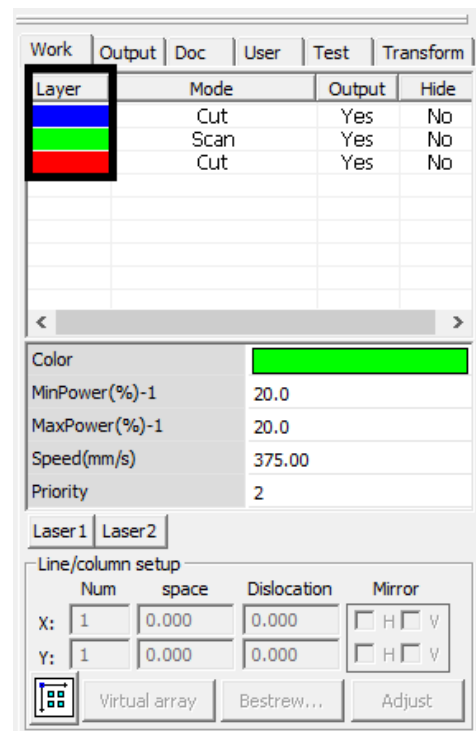 Work Output Doc User Test Transform
Layer Mode Output Hide
Cut Yes No
Scan Yes No
Cut Yes No
Color
MinPower(%)-1 20.0
MaxPower(%)-1 20.0
Speed(mm/s) 375.00
Priority 2
Laser1 Laser2
Line/column setup
Num space Dislocation Mirror
X: 1 0.000 0.000 H V
Y: 1 0.000 0.000 H V
Virtual array Bestrew... Adjust